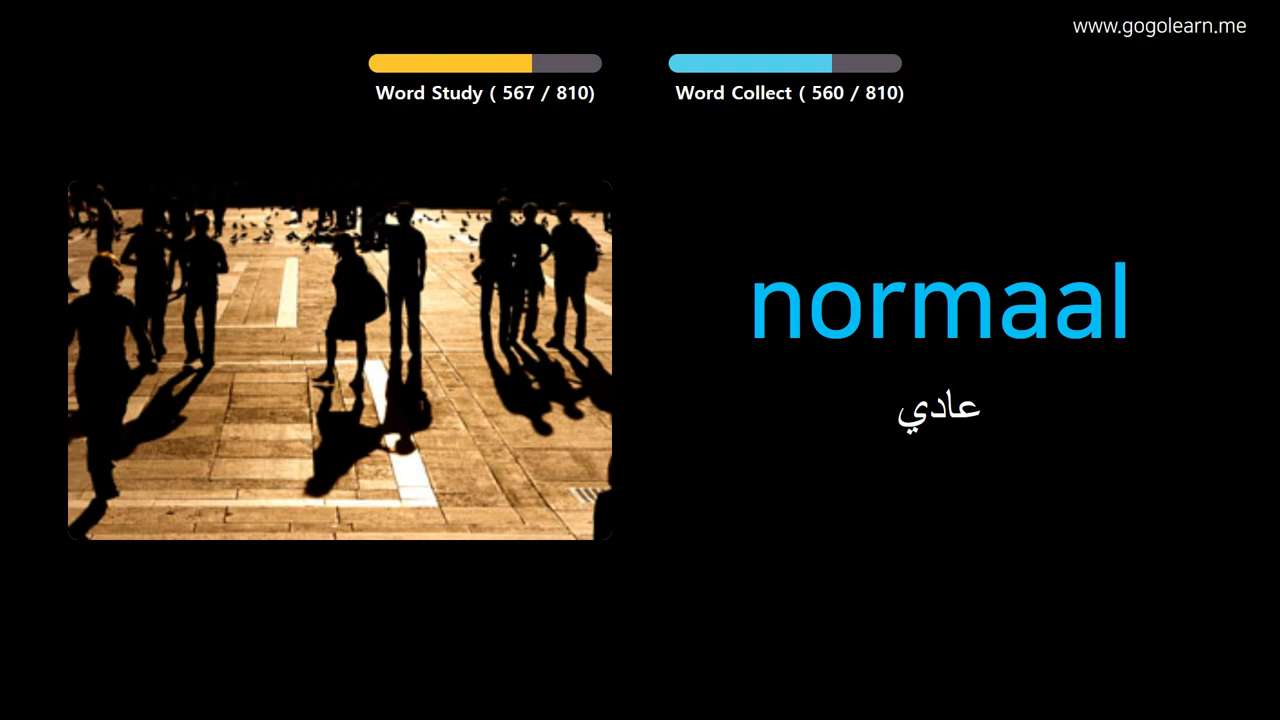 www.gogolearn.me
Word Study ( 567 / 810)
Word Collect ( 560 / 810)
normaal
عادي